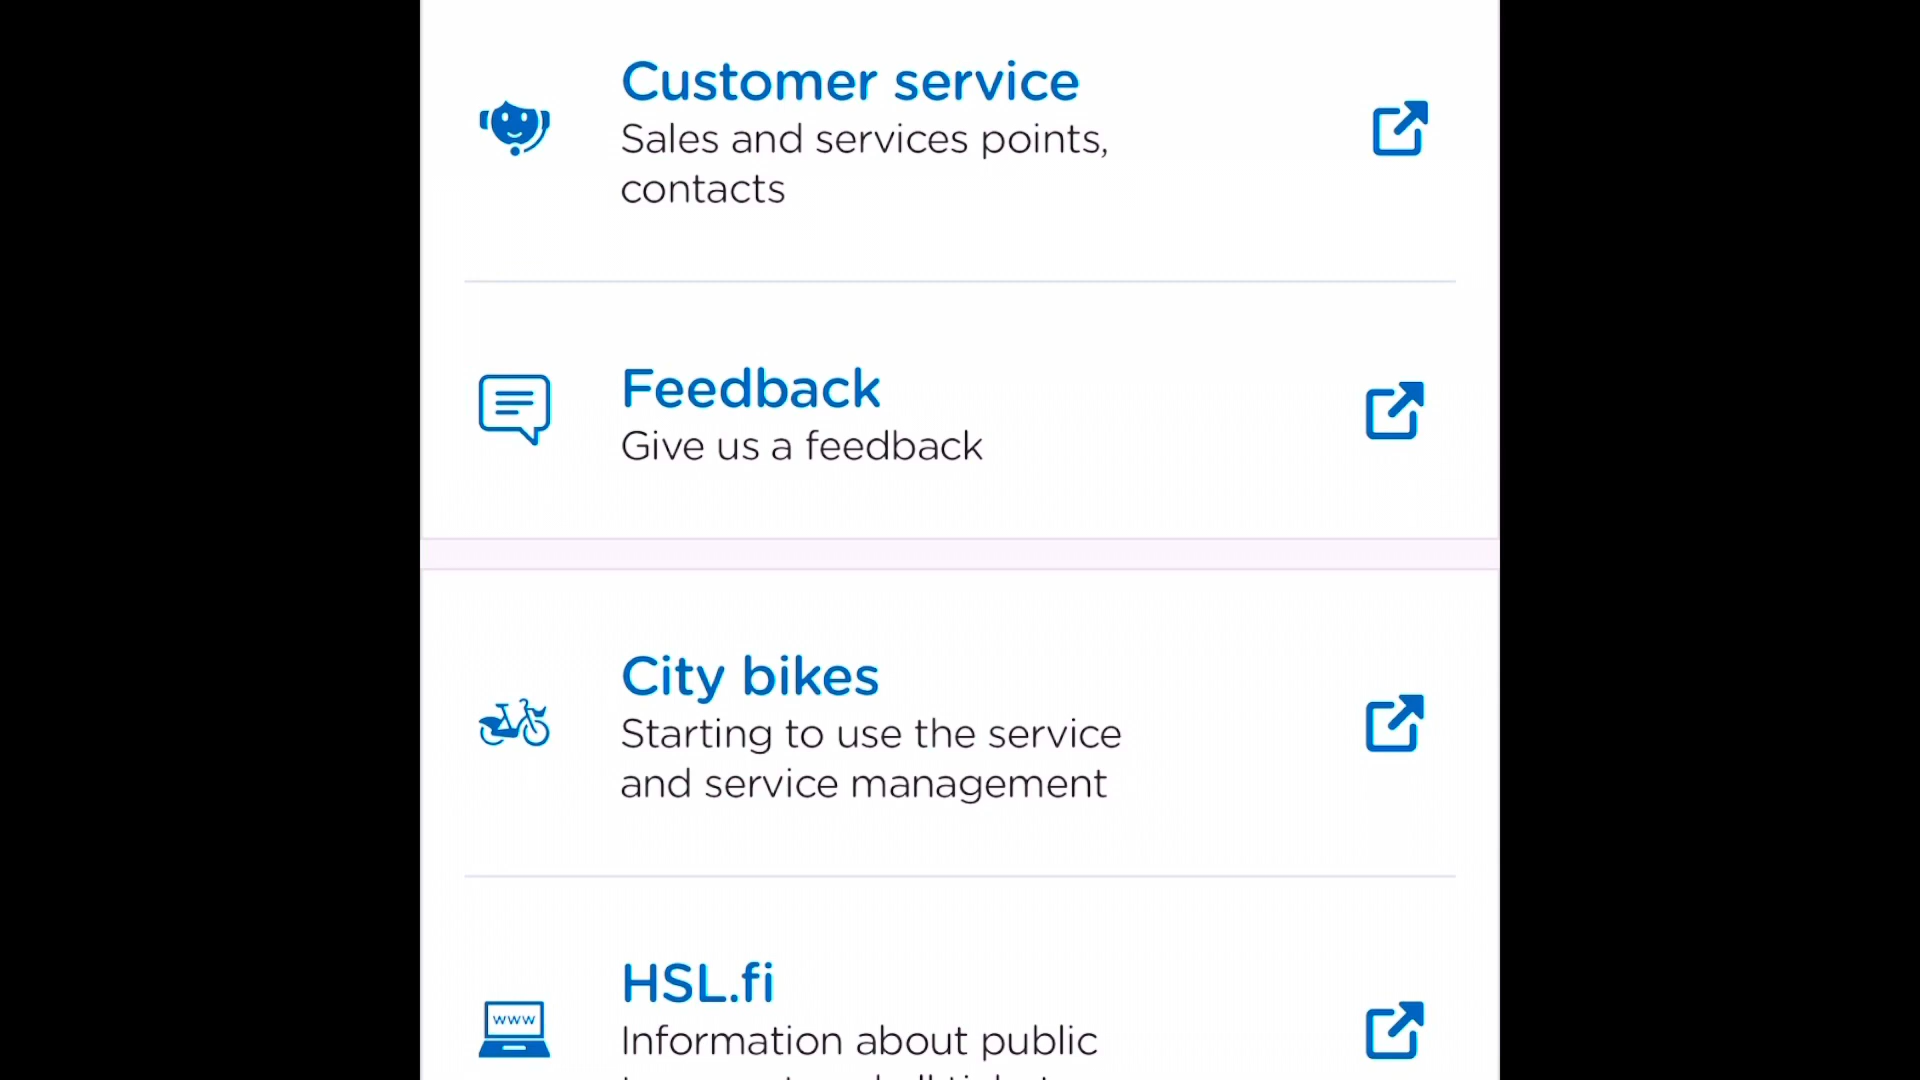 Customer service
Sales and services points,
contacts
Feedback
Give us a feedback
City bikes
Starting to use the service
and service management
HSL.fi
www
Information about public